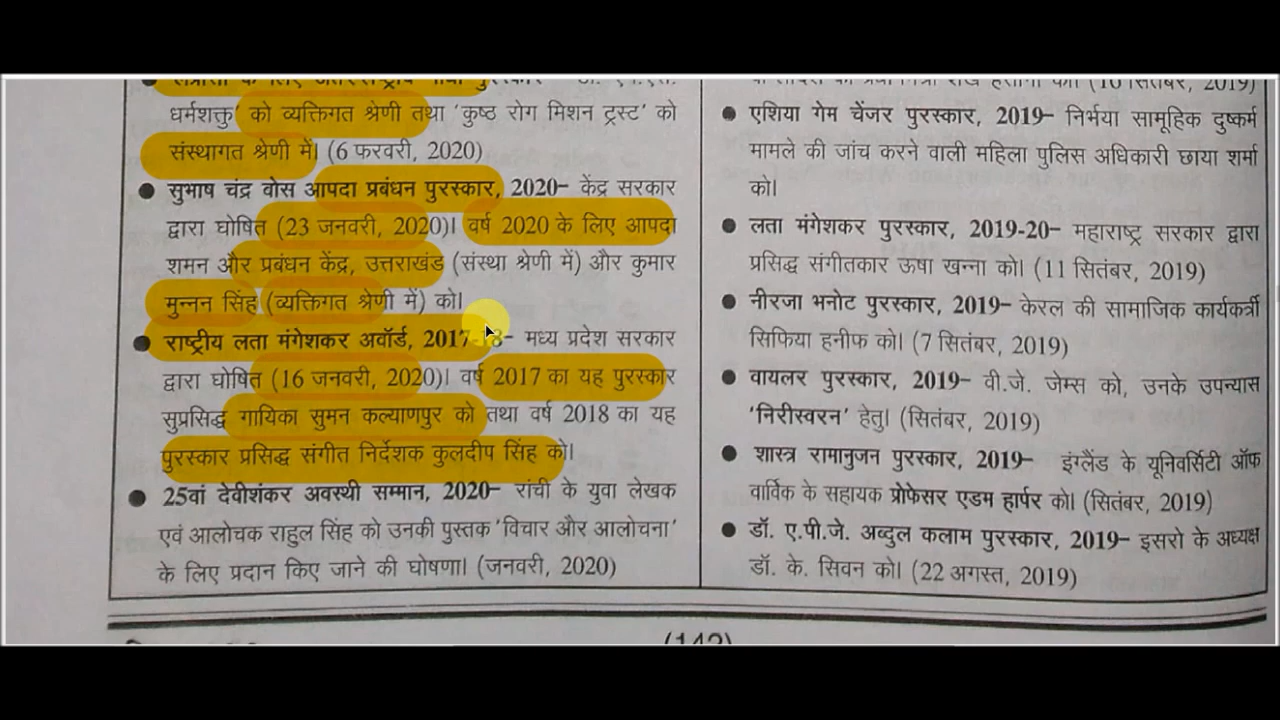 धर्मशक्तु को व्यक्तिगत श्रेणी तथा 'कुष्ठ रोग मिशन ट्रस्ट' को
संस्थागत श्रेणी में। (6 फरवरी, 2020)
● सुभाष चंद्र वोस आपदा प्रबंधन पुरस्कार, 2020– केंद्र सरकार
द्वारा घोषित (23 जनवरी, 2020)। वर्ष 2020 के लिए आपदा
शमन और प्रबंधन केंद्र, उत्तराखंड (संस्था श्रेणी में) और कुमार
मुन्नन सिंह (व्यक्तिगत श्रेणी में) को।
● राष्ट्रीय लता मंगेशकर अवॉर्ड, 2017-18– मध्य प्रदेश सरकार
द्वारा घोषित (16 जनवरी, 2020)। वर्ष 2017 का यह पुरस्कार
सुप्रसिद्ध गायिका सुमन कल्याणपुर को तथा वर्ष 2018 का यह
पुरस्कार प्रसिद्ध संगीत निर्देशक कुलदीप सिंह को।
● 25वां देवीशंकर अवस्थी सम्मान, 2020– रांची के युवा लेखक
एवं आलोचक राहुल सिंह को उनकी पुस्तक 'विचार और आलोचना'
के लिए प्रदान किए जाने की घोषणा। (जनवरी, 2020)
(10 सितंबर, 2019)
● एशिया गेम चेंजर पुरस्कार, 2019– निर्भया सामूहिक दुष्कर्म
मामले की जांच करने वाली महिला पुलिस अधिकारी छाया शर्मा
को।
● लता मंगेशकर पुरस्कार, 2019-20– महाराष्ट्र सरकार द्वारा
प्रसिद्ध संगीतकार ऊषा खन्ना को। (11 सितंबर, 2019)
● नीरजा भनोट पुरस्कार, 2019– केरल की सामाजिक कार्यकर्त्री
सिफिया हनीफ को। (7 सितंबर, 2019)
● वायलर पुरस्कार, 2019– वी.जे. जेम्स को, उनके उपन्यास
'निरीस्वरन' हेतु। (सितंबर, 2019)
● शास्त्र रामानुजन पुरस्कार, 2019– इंग्लैंड के यूनिवर्सिटी ऑफ
वार्विक के सहायक प्रोफेसर एडम हार्पर को। (सितंबर, 2019)
● डॉ. ए.पी.जे. अब्दुल कलाम पुरस्कार, 2019– इसरो के अध्यक्ष
डॉ. के. सिवन को। (22 अगस्त, 2019)
(142)